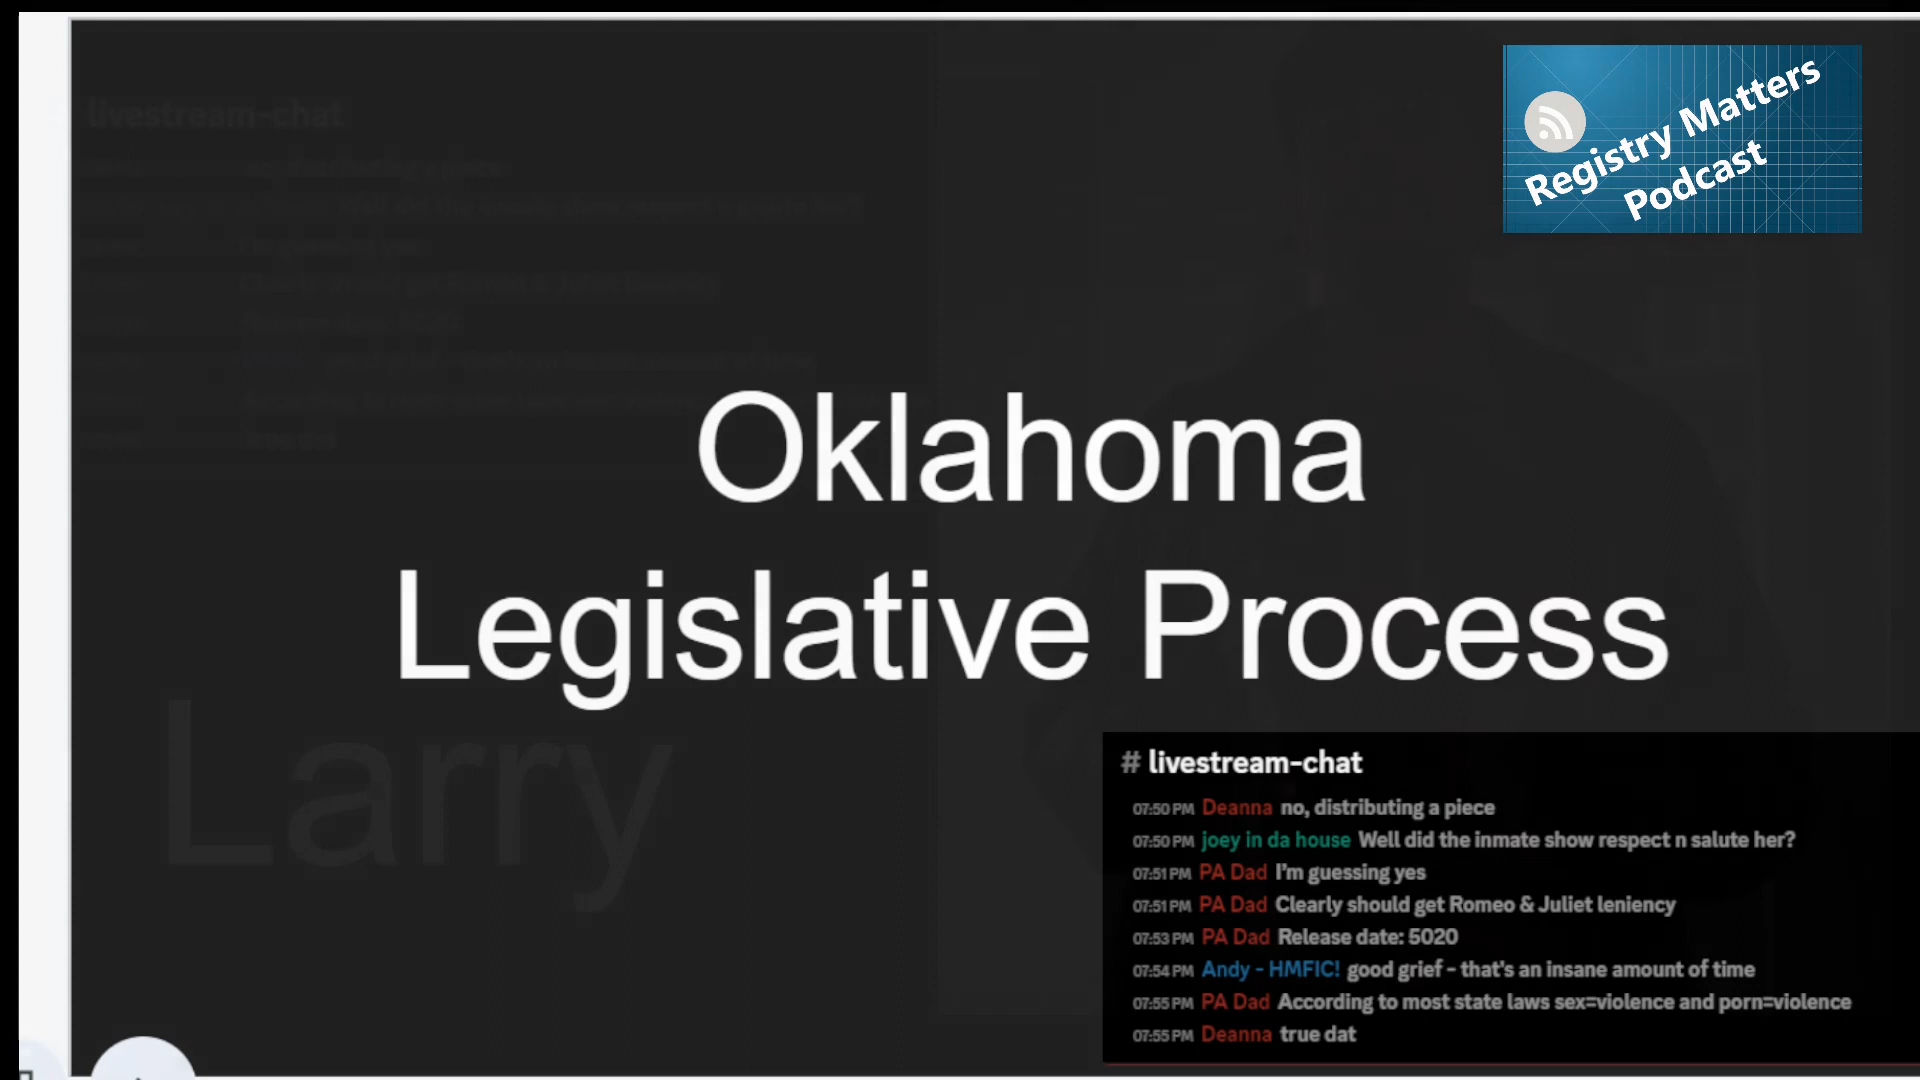 Registry Matters
Podcast
Oklahoma
Legislative Process
Larry
# livestream-chat
07:50 PM Deanna no, distributing a piece
07:50 PM joey in da house Well did the inmate show respect n salute her?
07:51 PM PA Dad I'm guessing yes
07:51 PM PA Dad Clearly should get Romeo & Juliet leniency
07:53 PM PA Dad Release date: 5020
07:54 PM Andy - HMFIC! good grief - that's an insane amount of time
07:55 PM PA Dad According to most state laws sex=violence and porn=violence
07:55 PM Deanna true dat
livestream-chat